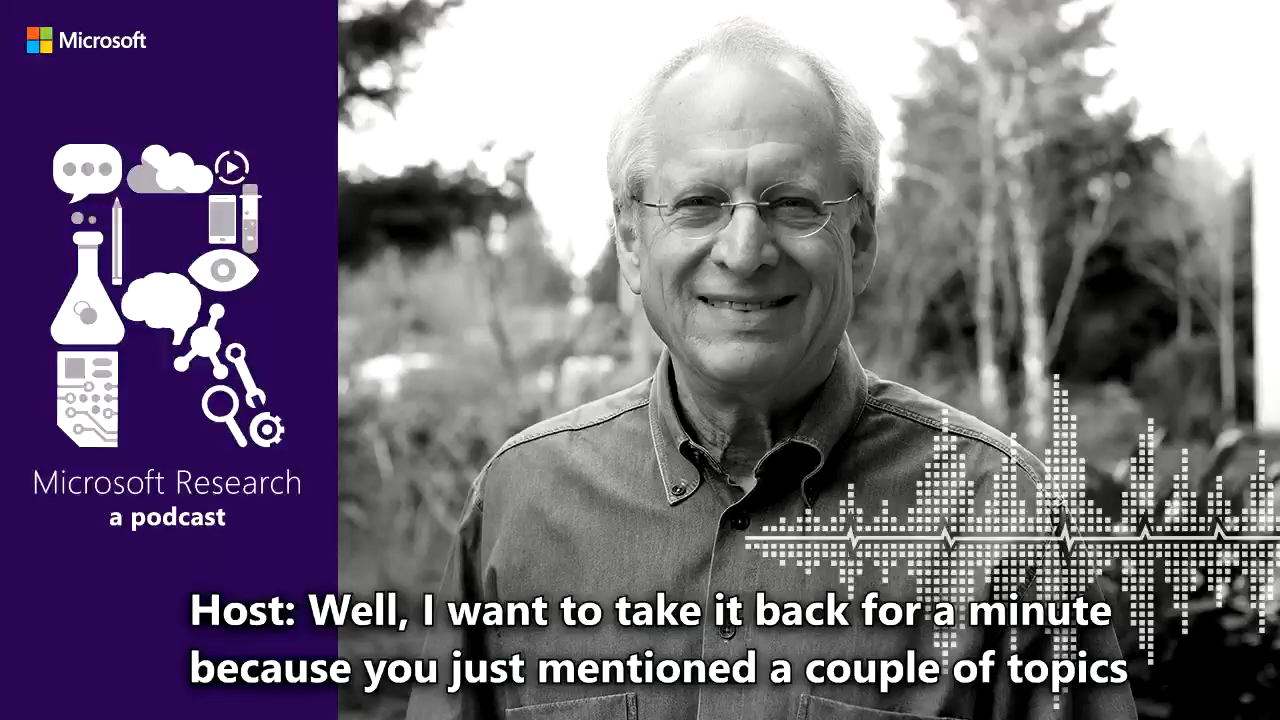 Microsoft
Microsoft Research
a podcast
Host: Well, I want to take it back for a minute
because you just mentioned a couple of topics